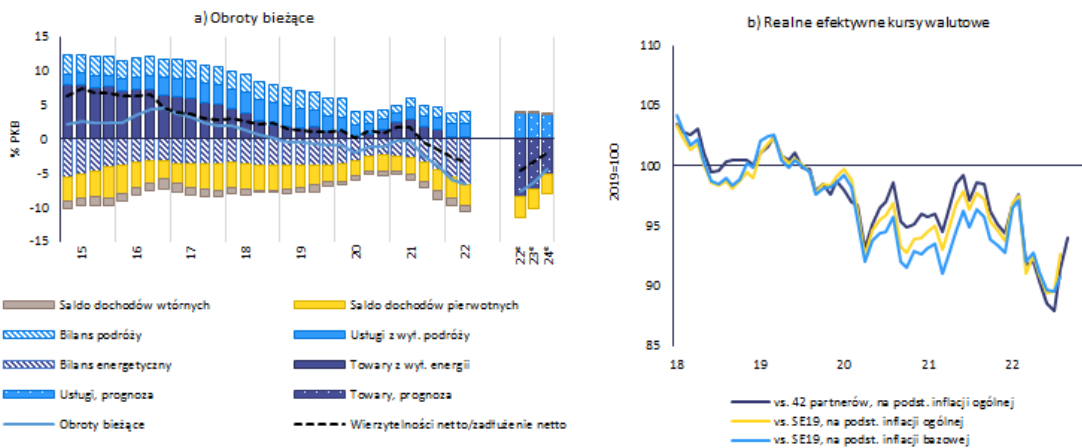 a) Obroty bieżące
% PKB
15
10
5
0
-5
-10
-15
15
16
17
18
19
20
21
22
22*
23*
24*
Saldo dochodów wtórnych
Saldo dochodów pierwotnych
Bilans podróży
Usługi z wył. podróży
Bilans energetyczny
Towary z wył. energii
Usługi, prognoza
Towary, prognoza
Obroty bieżące
Wierzytelności netto/zadłużenie netto
b) Realne efektywne kursy walutowe
2019=100
110
105
100
95
90
85
18
19
20
21
22
vs. 42 partnerów, na podst. inflacji ogólnej
vs. SE19, na podst. inflacji ogólnej
vs. SE19, na podst. inflacji bazowej